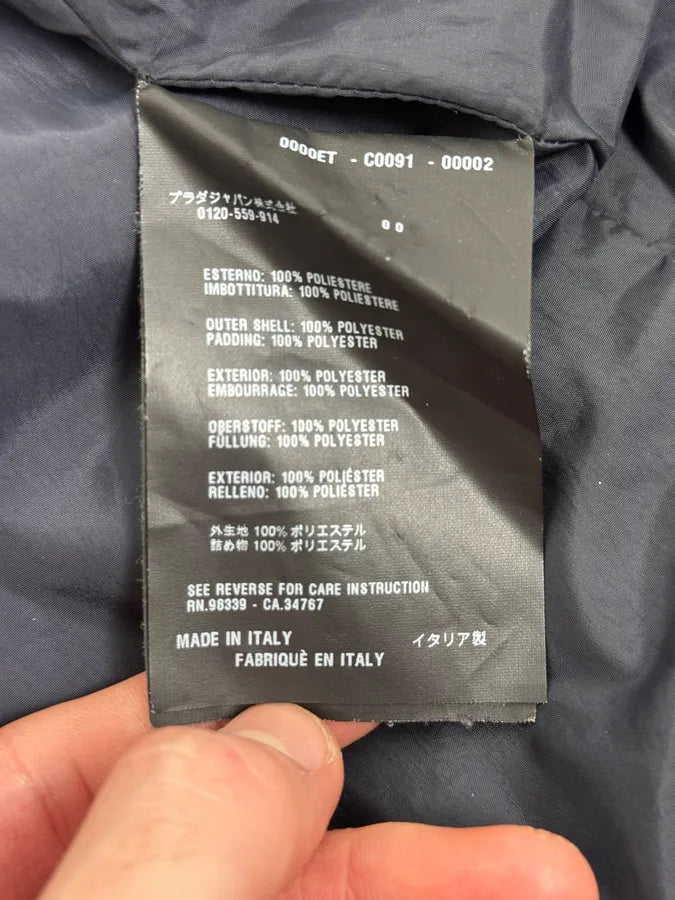 0000ET - C0091 - 00002
プラダジャパン株式会社
0120-559-914
0 0
ESTERNO: 100% POLIESTERE
IMBOTTITURA: 100% POLIESTERE
OUTER SHELL: 100% POLYESTER
PADDING: 100% POLYESTER
EXTERIOR: 100% POLYESTER
EMBOURRAGE: 100% POLYESTER
OBERSTOFF: 100% POLYESTER
FÜLLUNG: 100% POLYESTER
EXTERIOR: 100% POLIÉSTER
RELLENO: 100% POLIÉSTER
外生地 100% ポリエステル
詰め物 100% ポリエステル
SEE REVERSE FOR CARE INSTRUCTION
RN.98339 - CA.34767
MADE IN ITALY イタリア製
FABRIQUÈ EN ITALY